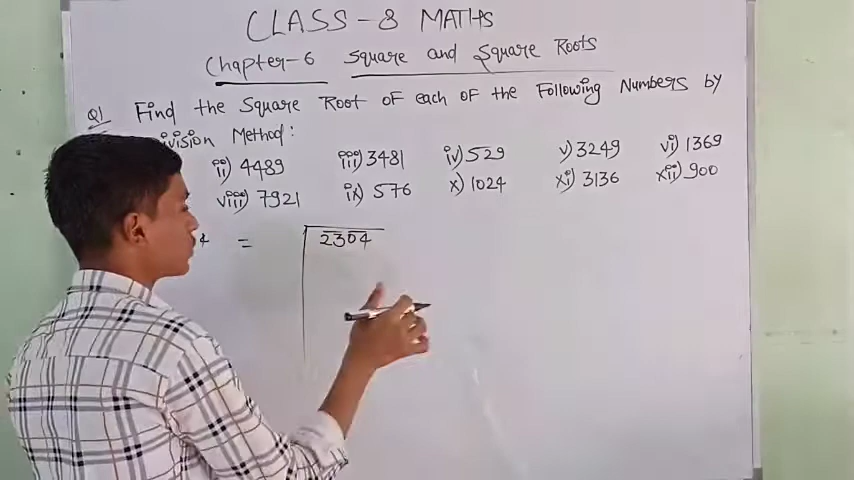 CLASS - 8 MATHS
Chapter-6 Square and Square Roots
Q1 Find the Square Root of each of the Following Numbers by
ivision Method:
ii) 4489 iii) 3481 iv) 529 v) 3249 vi) 1369
viii) 7921 ix) 576 x) 1024 xi) 3136 xii) 900
4 = 2304